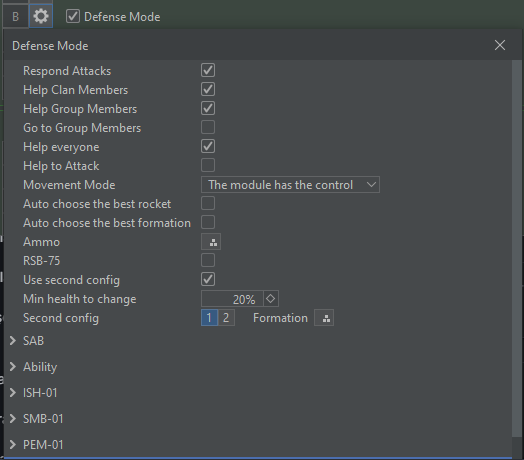 B Defense Mode
Defense Mode
Respond Attacks
Help Clan Members
Help Group Members
Go to Group Members
Help everyone
Help to Attack
Movement Mode The module has the control
Auto choose the best rocket
Auto choose the best formation
Ammo
RSB-75
Use second config
Min health to change 20%
Second config 1 2 Formation
SAB
Ability
ISH-01
SMB-01
PEM-01